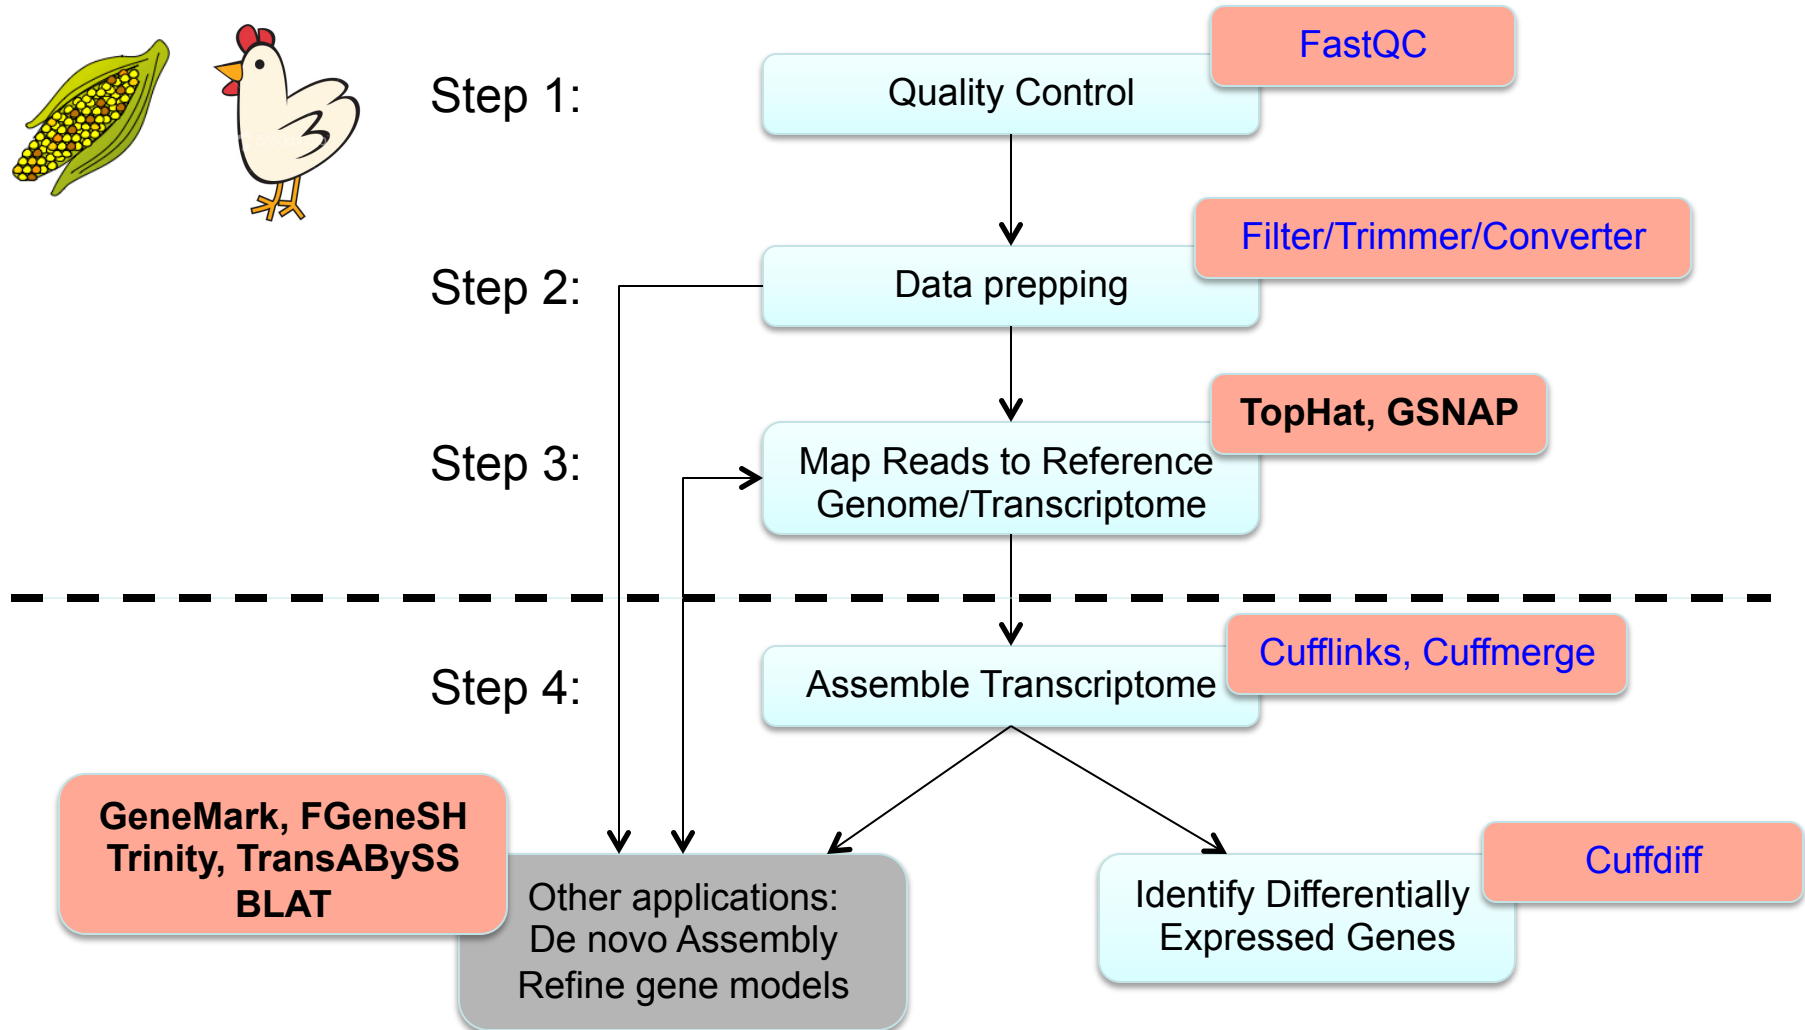 Step 1:
Quality Control
FastQC
Step 2:
Data prepping
Filter/Trimmer/Converter
Step 3:
Map Reads to Reference
Genome/Transcriptome
TopHat, GSNAP
Step 4:
Assemble Transcriptome
Cufflinks, Cuffmerge
GeneMark, FGeneSH
Trinity, TransABySS
BLAT
Other applications:
De novo Assembly
Refine gene models
Identify Differentially
Expressed Genes
Cuffdiff